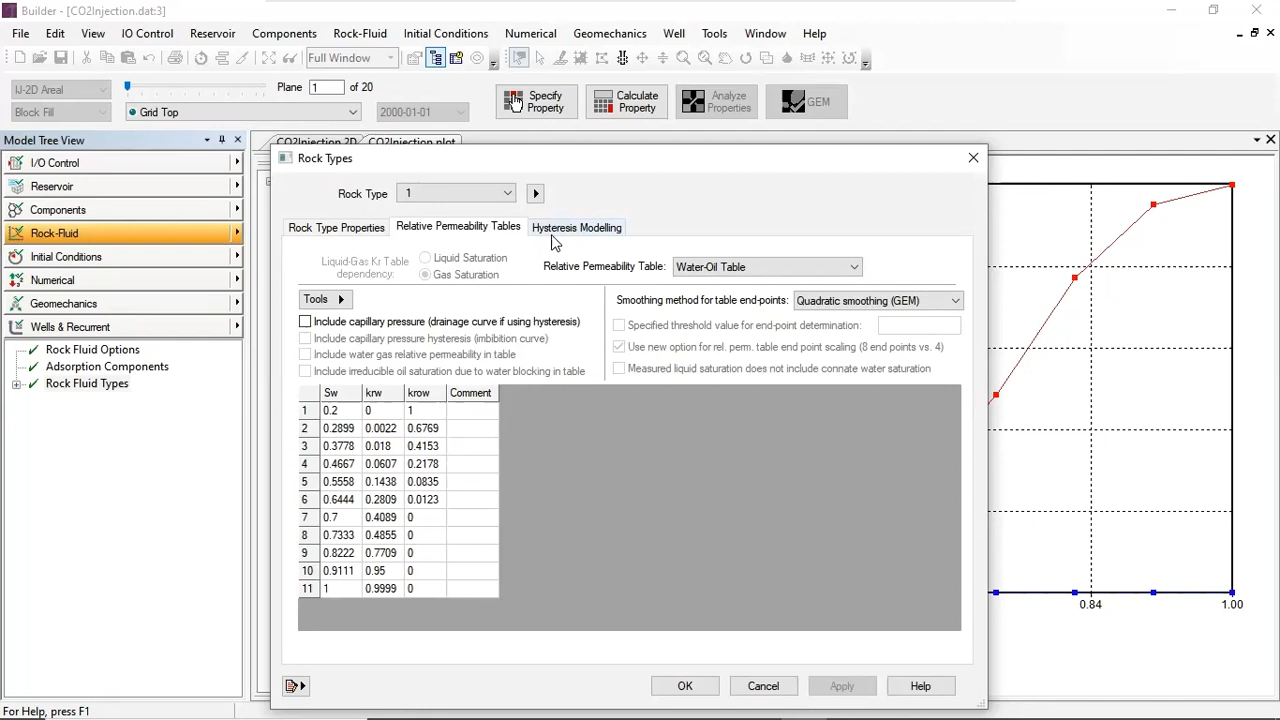 Builder - [CO2Injection.dat:3]
File Edit View IO Control Reservoir Components Rock-Fluid Initial Conditions Numerical Geomechanics Well Tools Window Help
Full Window
IJ-2D Areal
Plane 1 of 20
Block Fill
Grid Top
2000-01-01
Specify Property
Calculate Property
Analyze Properties
GEM
Model Tree View
I/O Control
Reservoir
Components
Rock-Fluid
Initial Conditions
Numerical
Geomechanics
Wells & Recurrent
Rock Fluid Options
Adsorption Components
Rock Fluid Types
CO2Injection 2D CO2Injection plot
Rock Types
Rock Type 1
Rock Type Properties Relative Permeability Tables Hysteresis Modelling
Liquid-Gas Kr Table dependency:
Liquid Saturation
Gas Saturation
Relative Permeability Table: Water-Oil Table
Tools
Smoothing method for table end-points: Quadratic smoothing (GEM)
Include capillary pressure (drainage curve if using hysteresis)
Include capillary pressure hysteresis (imbibition curve)
Include water gas relative permeability in table
Include irreducible oil saturation due to water blocking in table
Specified threshold value for end-point determination:
Use new option for rel. perm. table end point scaling (8 end points vs. 4)
Measured liquid saturation does not include connate water saturation
Sw krw krow Comment
1 0.2 0 1
2 0.2899 0.0022 0.6769
3 0.3778 0.018 0.4153
4 0.4667 0.0607 0.2178
5 0.5558 0.1438 0.0835
6 0.6444 0.2809 0.0123
7 0.7 0.4089 0
8 0.7333 0.4855 0
9 0.8222 0.7709 0
10 0.9111 0.95 0
11 1 0.9999 0
OK Cancel Apply Help
0.84 1.00
For Help, press F1